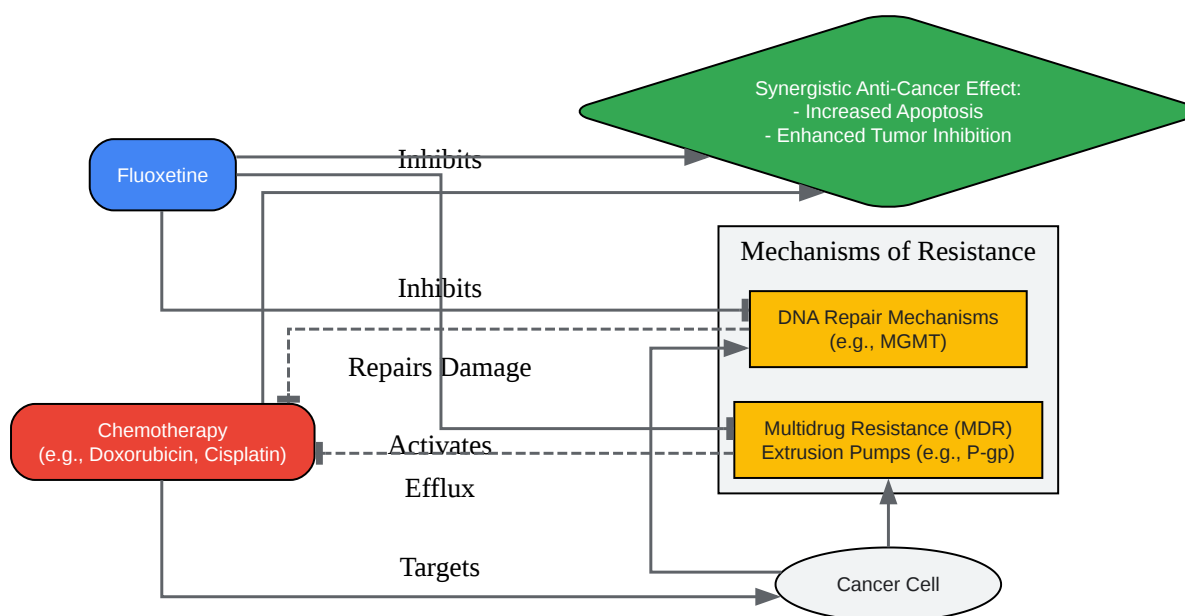 Synergistic Anti-Cancer Effect:
- Increased Apoptosis
- Enhanced Tumor Inhibition
Inhibits
Fluoxetine
Mechanisms of Resistance
Inhibits
DNA Repair Mechanisms
(e.g., MGMT)
Repairs Damage
Chemotherapy
(e.g., Doxorubicin, Cisplatin)
Activates
Multidrug Resistance (MDR)
Extrusion Pumps (e.g., P-gp)
Efflux
Targets
Cancer Cell